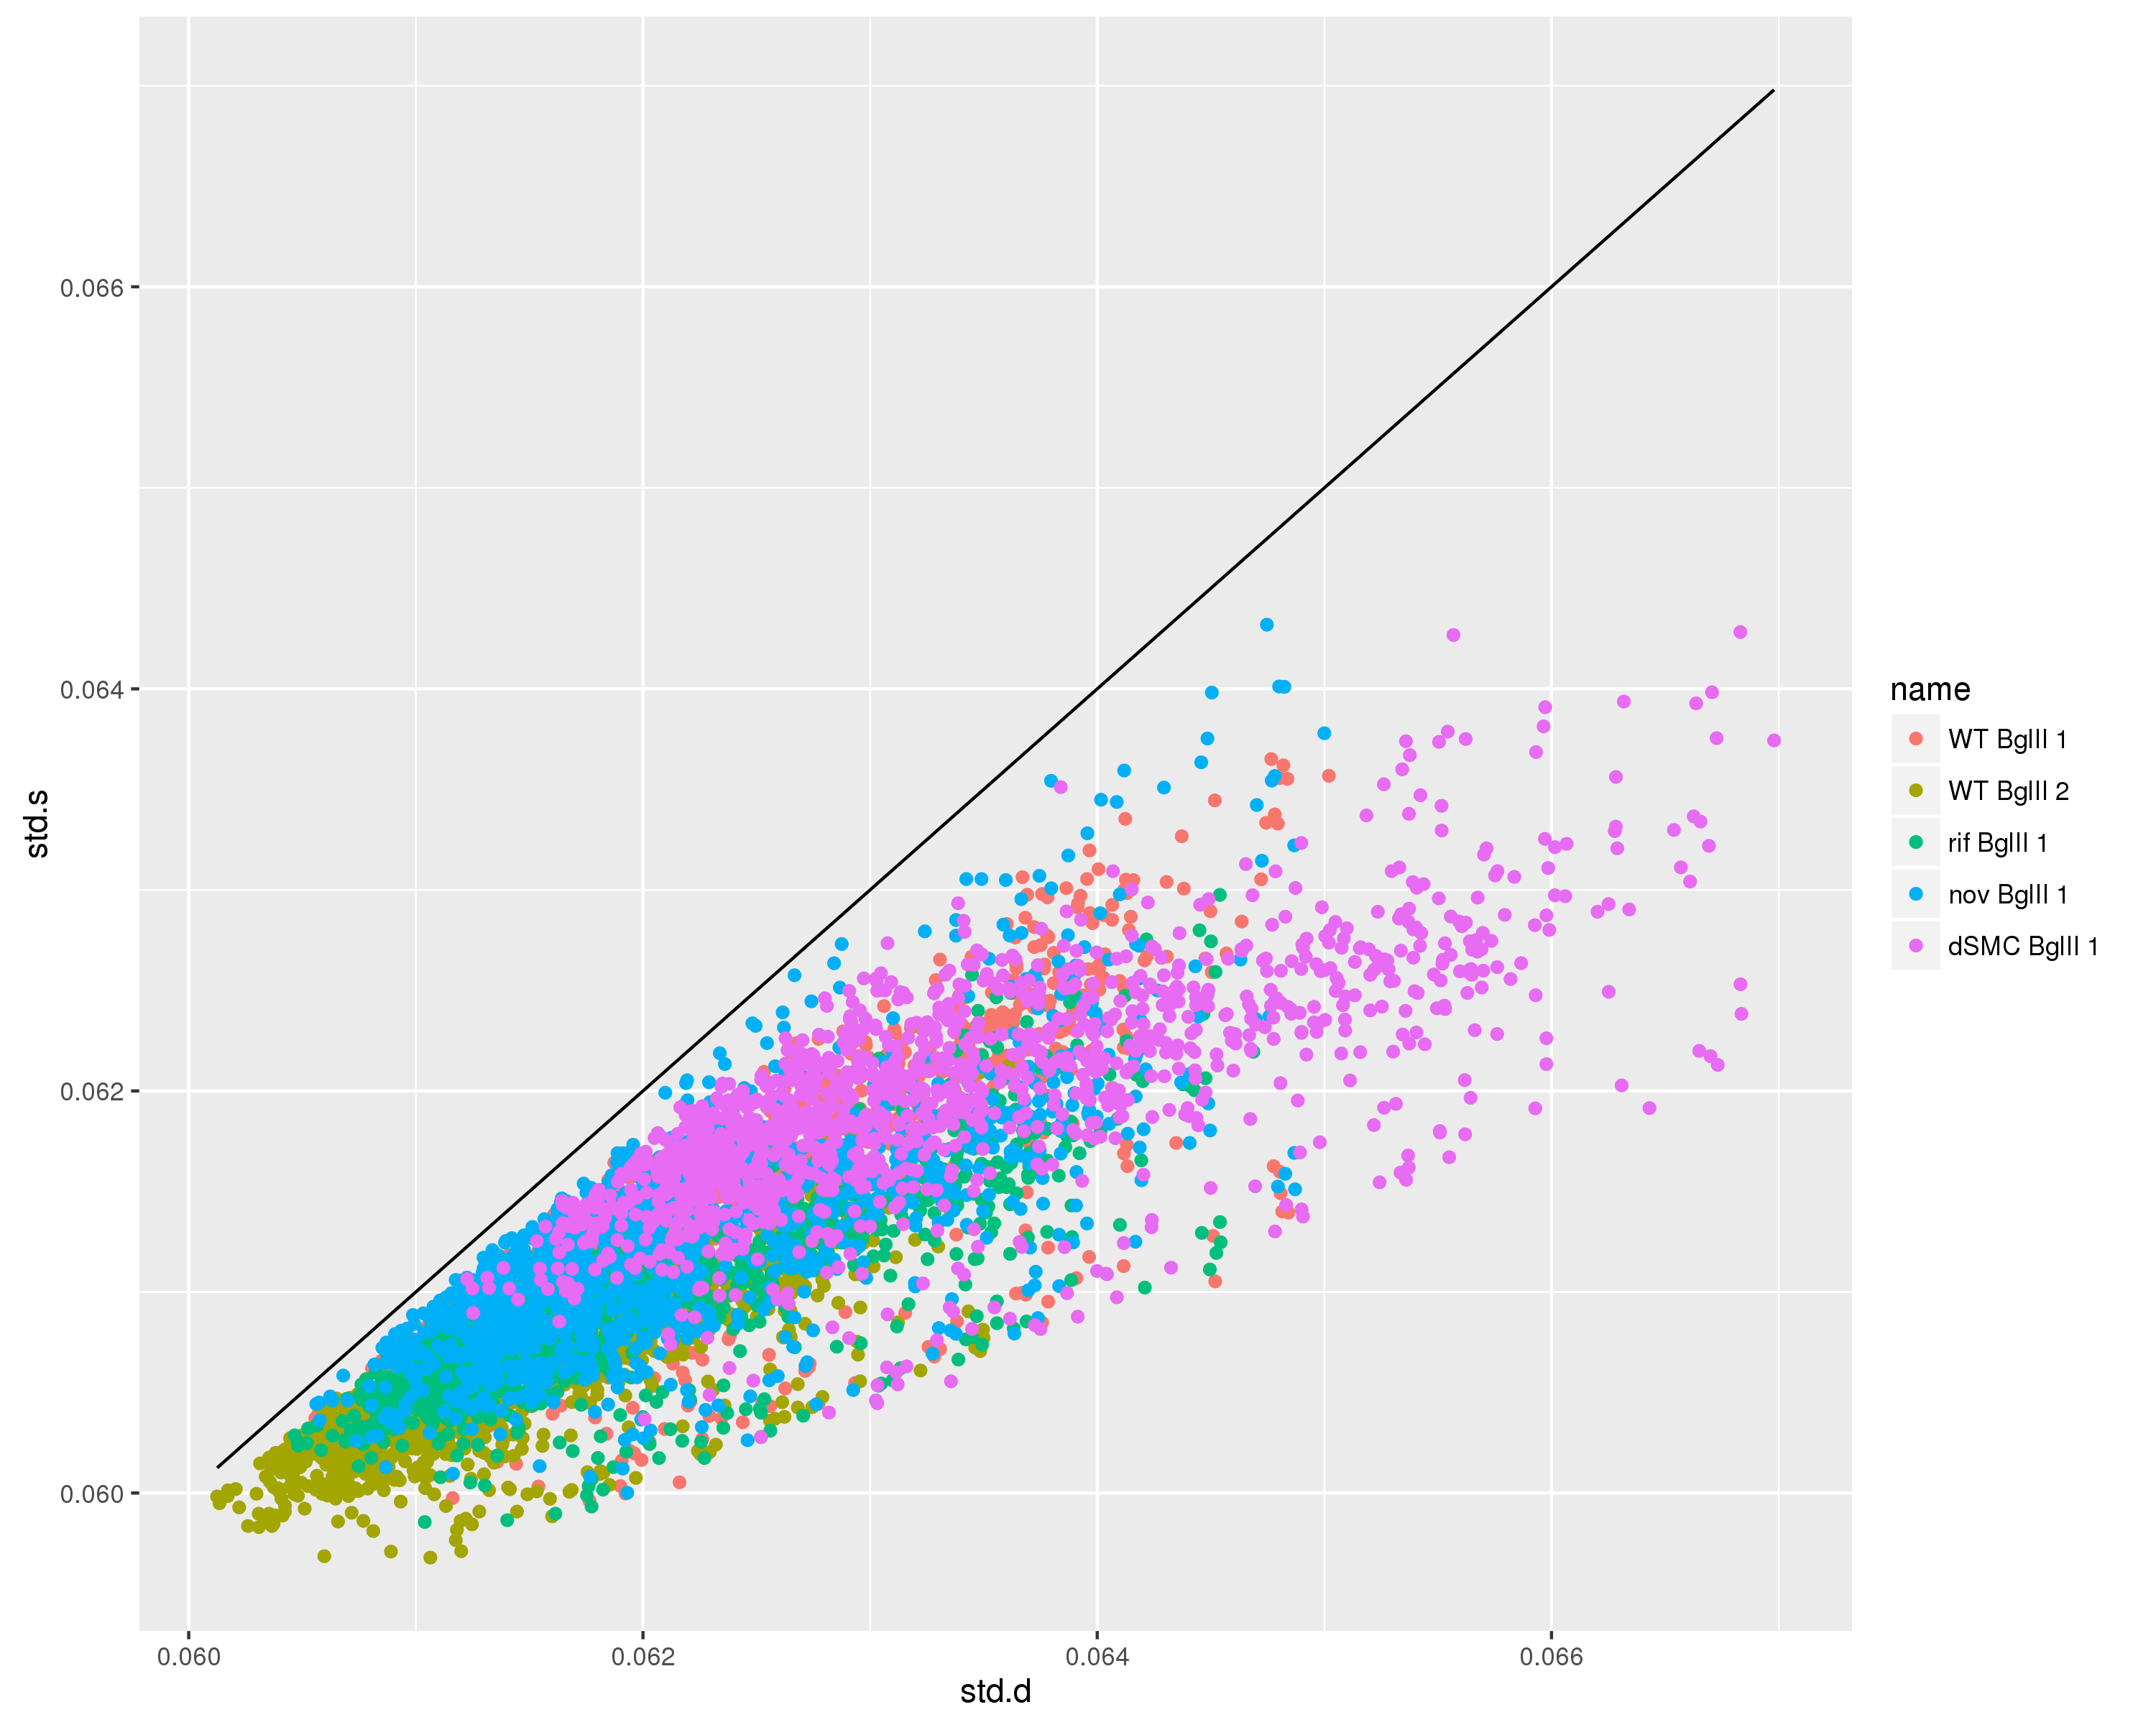 std.s
0.066
0.064
0.062
0.060
0.060 0.062 0.064 0.066
std.d
name
WT BglII 1
WT BglII 2
rif BglII 1
nov BglII 1
dSMC BglII 1